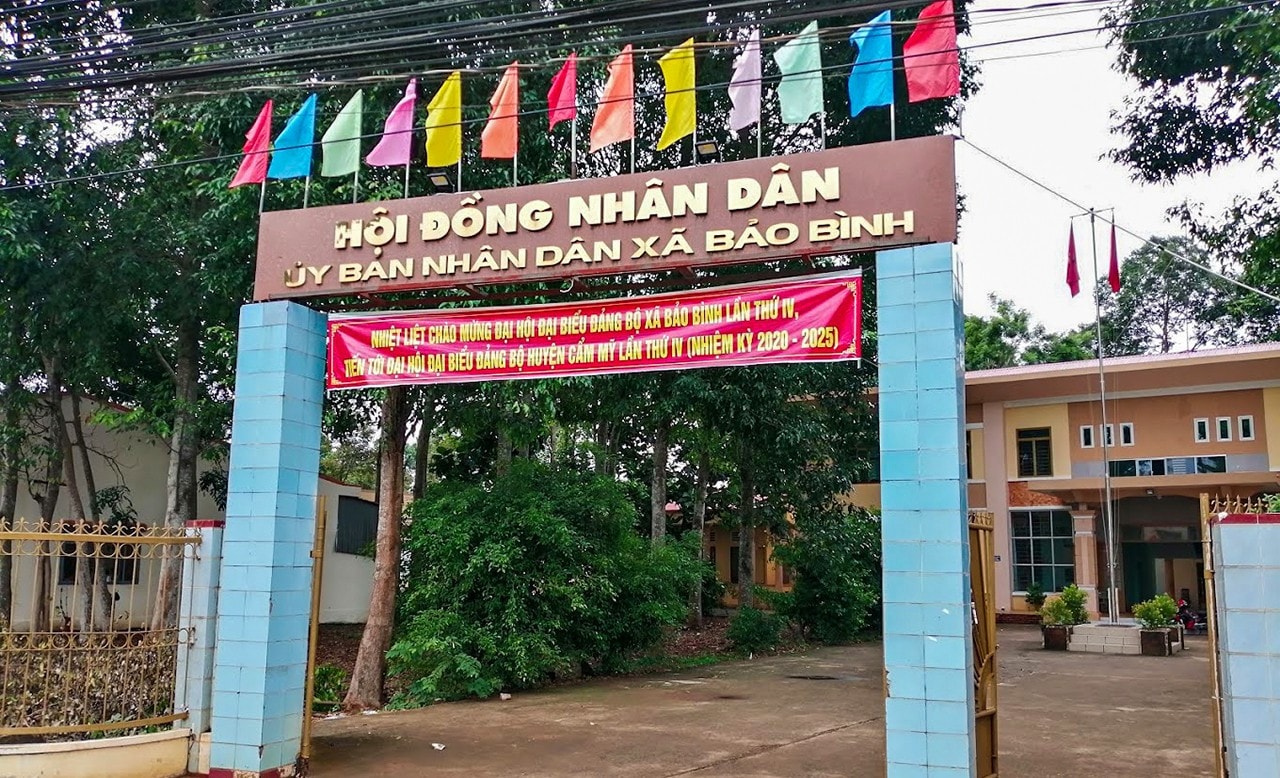 HỘI ĐỒNG NHÂN DÂN
ỦY BAN NHÂN DÂN XÃ BẢO BÌNH
NHIỆT LIỆT CHÀO MỪNG ĐẠI HỘI ĐẠI BIỂU ĐẢNG BỘ XÃ BẢO BÌNH LẦN THỨ IV,
TIẾN TỚI ĐẠI HỘI ĐẠI BIỂU ĐẢNG BỘ HUYỆN CẨM MỸ LẦN THỨ IV (NHIỆM KỲ 2020 - 2025)